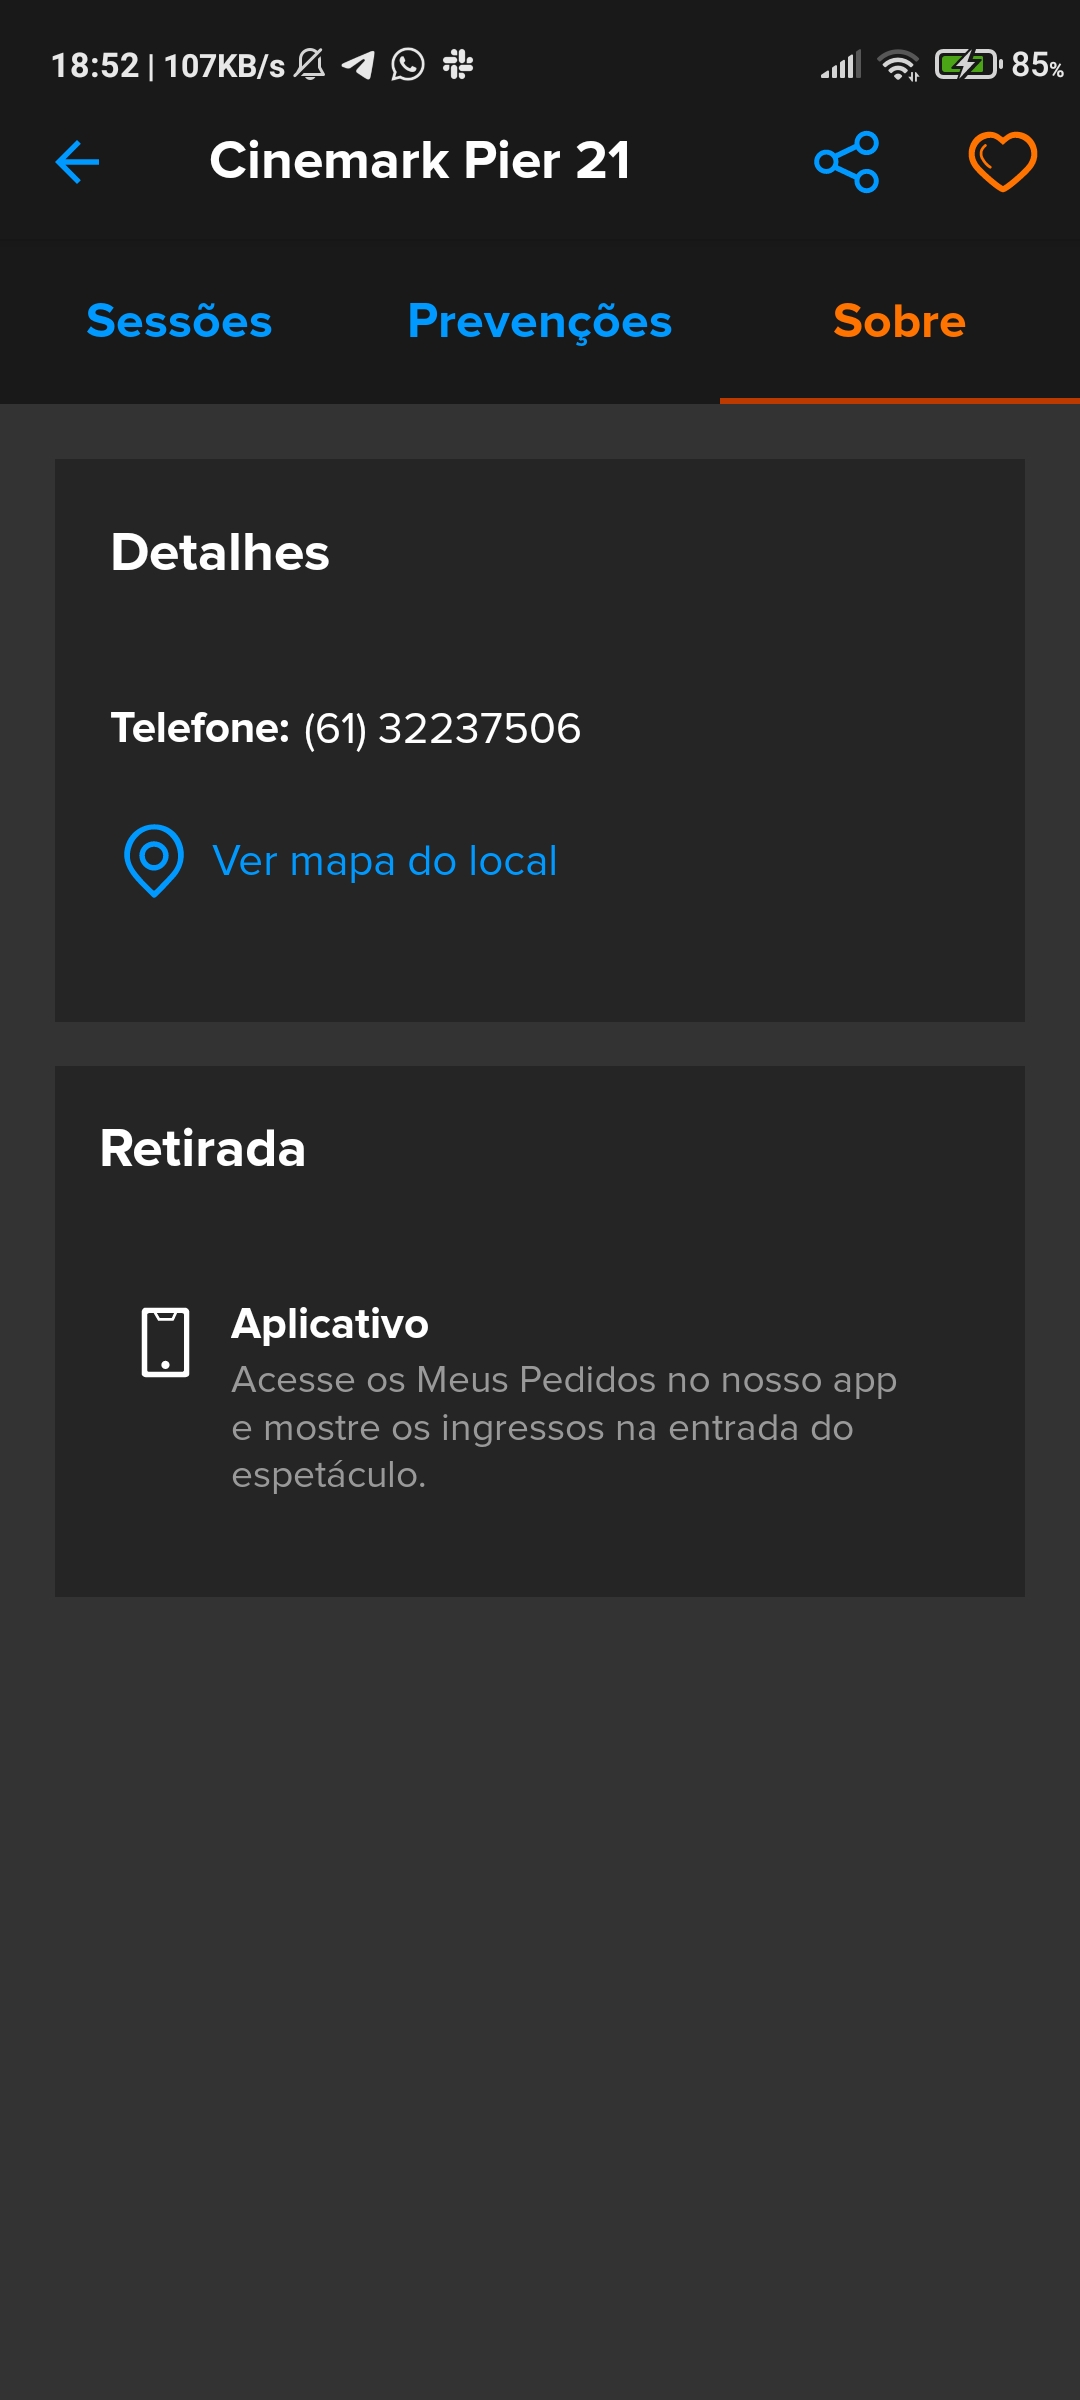 18:52 | 107KB/s 85%
Cinemark Pier 21
Sessões Prevenções Sobre
Detalhes
Telefone: (61) 32237506
Ver mapa do local
Retirada
Aplicativo
Acesse os Meus Pedidos no nosso app
e mostre os ingressos na entrada do
espetáculo.